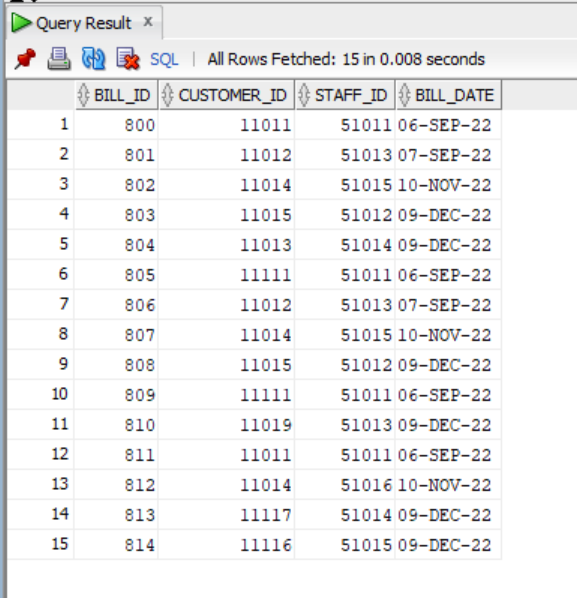 Query Result x
SQL | All Rows Fetched: 15 in 0.008 seconds
BILL_ID CUSTOMER_ID STAFF_ID BILL_DATE
1 800 11011 51011 06-SEP-22
2 801 11012 51013 07-SEP-22
3 802 11014 51015 10-NOV-22
4 803 11015 51012 09-DEC-22
5 804 11013 51014 09-DEC-22
6 805 11111 51011 06-SEP-22
7 806 11012 51013 07-SEP-22
8 807 11014 51015 10-NOV-22
9 808 11015 51012 09-DEC-22
10 809 11111 51011 06-SEP-22
11 810 11019 51013 09-DEC-22
12 811 11011 51011 06-SEP-22
13 812 11014 51016 10-NOV-22
14 813 11117 51014 09-DEC-22
15 814 11116 51015 09-DEC-22